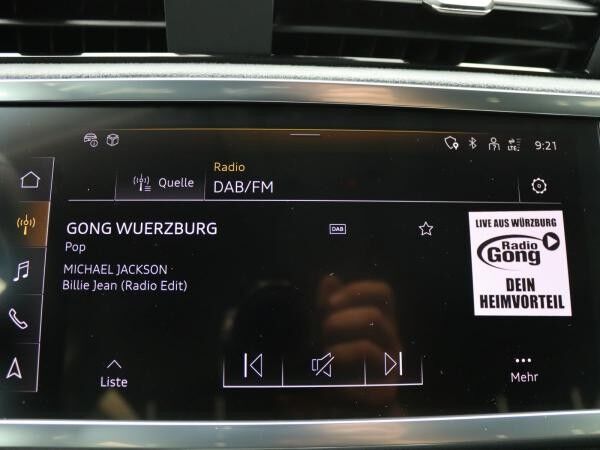 LTE
9:21
Radio
Quelle
DAB/FM
GONG WUERZBURG
DAB
Pop
MICHAEL JACKSON
Billie Jean (Radio Edit)
LIVE AUS WÜRZBURG
Radio
Gong
DEIN
HEIMVORTEIL
Liste
Mehr